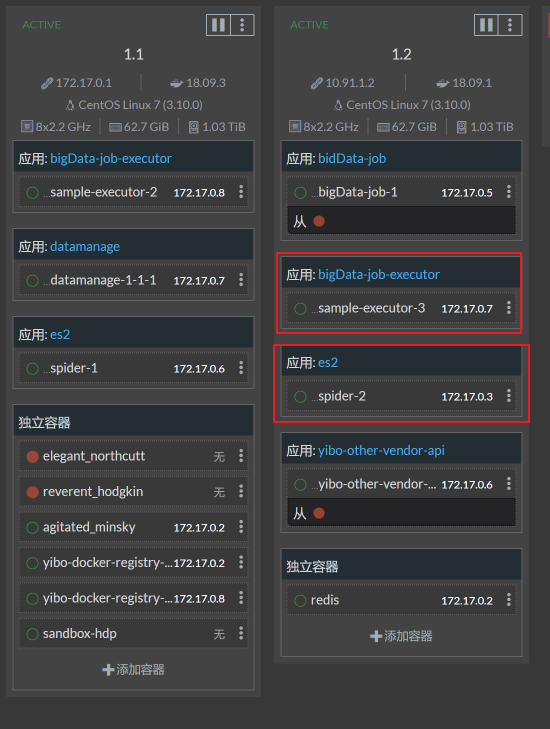 ACTIVE
1.1
172.17.0.1
18.09.3
CentOS Linux 7 (3.10.0)
8x2.2 GHz
62.7 GiB
1.03 TiB
应用: bigData-job-executor
...sample-executor-2 172.17.0.8
应用: datamanage
...datamanage-1-1-1 172.17.0.7
应用: es2
...spider-1 172.17.0.6
独立容器
elegant_northcutt 无
reverent_hodgkin 无
agitated_minsky 172.17.0.2
yibo-docker-registry-...172.17.0.2
yibo-docker-registry-...172.17.0.8
sandbox-hdp 无
添加容器
ACTIVE
1.2
10.91.1.2
18.09.1
CentOS Linux 7 (3.10.0)
8x2.2 GHz
62.7 GiB
1.03 TiB
应用: bidData-job
...bigData-job-1 172.17.0.5
从
应用: bigData-job-executor
...sample-executor-3 172.17.0.7
应用: es2
...spider-2 172.17.0.3
应用: yibo-other-vendor-api
...yibo-other-vendor-... 172.17.0.6
从
独立容器
redis 172.17.0.2
添加容器